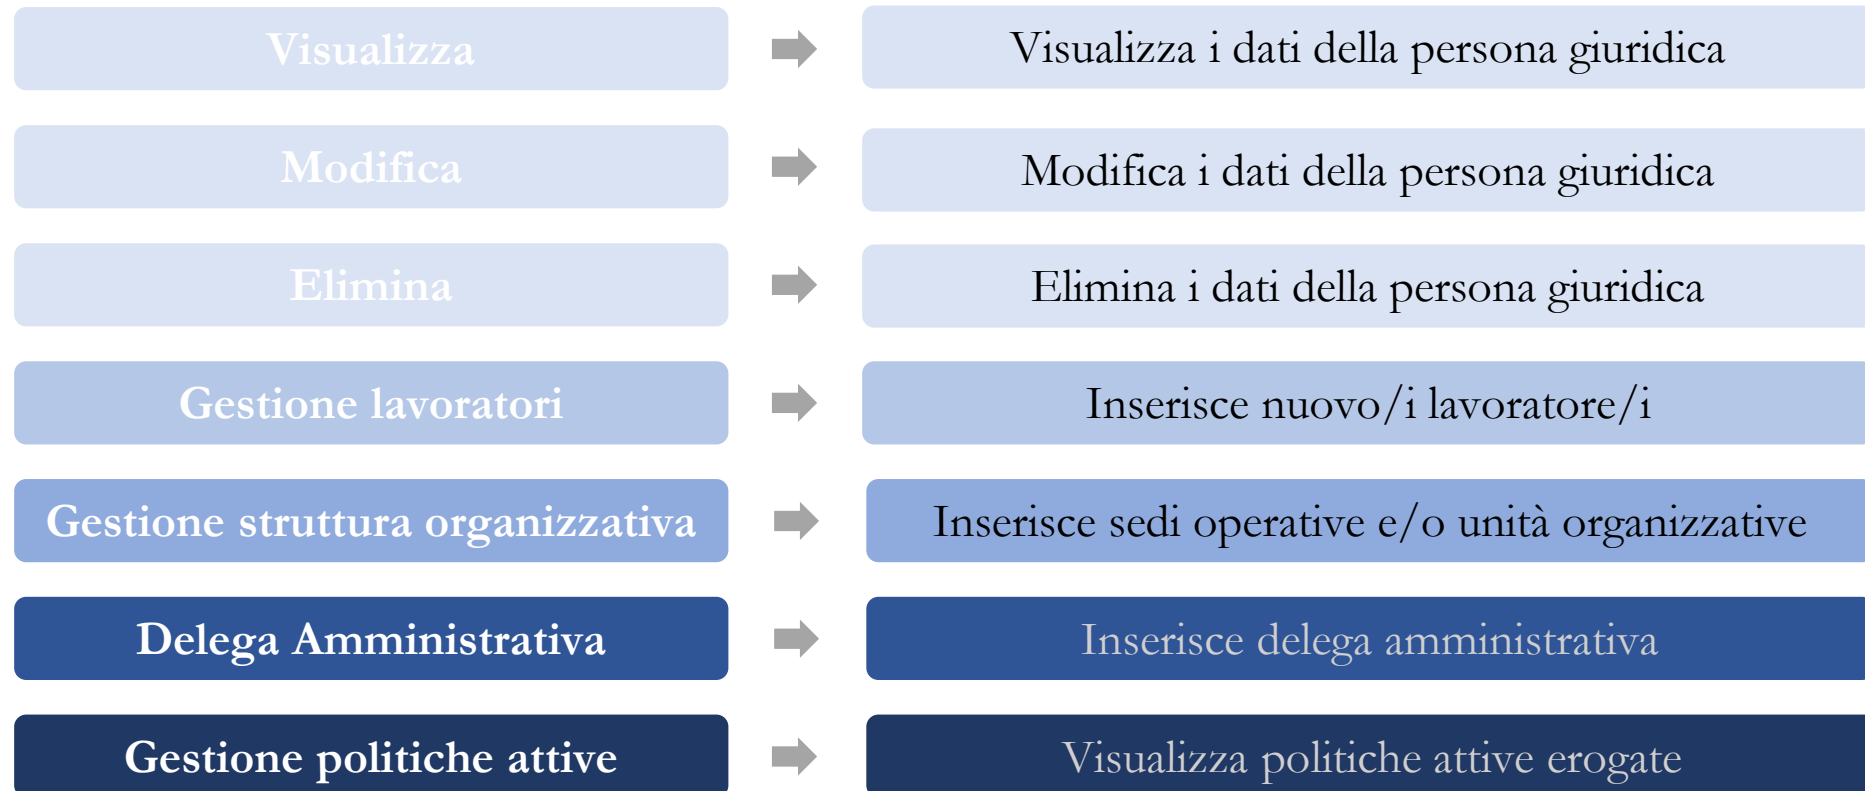 Visualizza
Visualizza i dati della persona giuridica
Modifica
Modifica i dati della persona giuridica
Elimina
Elimina i dati della persona giuridica
Gestione lavoratori
Inserisce nuovo/i lavoratore/i
Gestione struttura organizzativa
Inserisce sedi operative e/o unità organizzative
Delega Amministrativa
Inserisce delega amministrativa
Gestione politiche attive
Visualizza politiche attive erogate